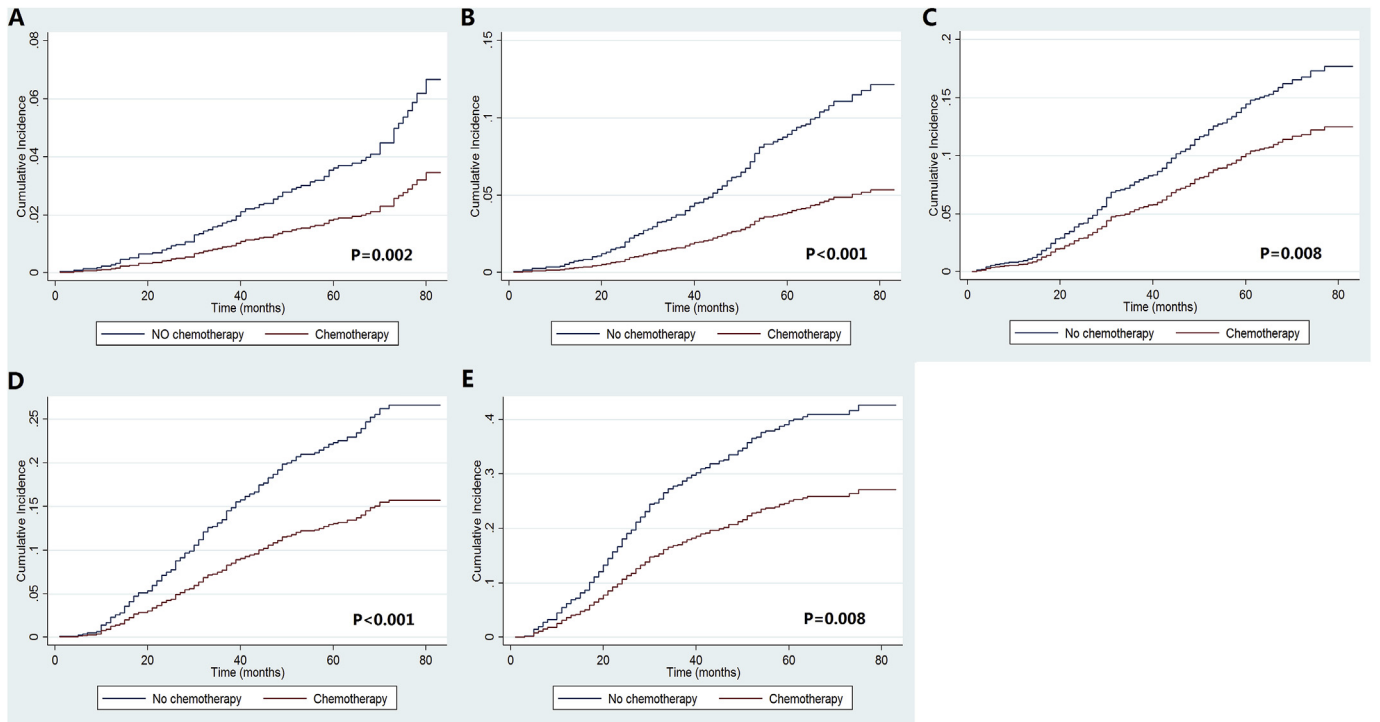 A
Cumulative Incidence
.08
.06
.04
.02
0
P=0.002
0 20 40 60 80
Time (months)
NO chemotherapy Chemotherapy
B
Cumulative Incidence
.15
.1
.05
0
P<0.001
0 20 40 60 80
Time (months)
No chemotherapy Chemotherapy
C
Cumulative Incidence
.2
.15
.1
.05
0
P=0.008
0 20 40 60 80
Time (months)
No chemotherapy Chemotherapy
D
Cumulative Incidence
.25
.2
.15
.1
.05
0
P<0.001
0 20 40 60 80
Time (months)
No chemotherapy Chemotherapy
E
Cumulative Incidence
.4
.3
.2
.1
0
P=0.008
0 20 40 60 80
Time (months)
No chemotherapy Chemotherapy